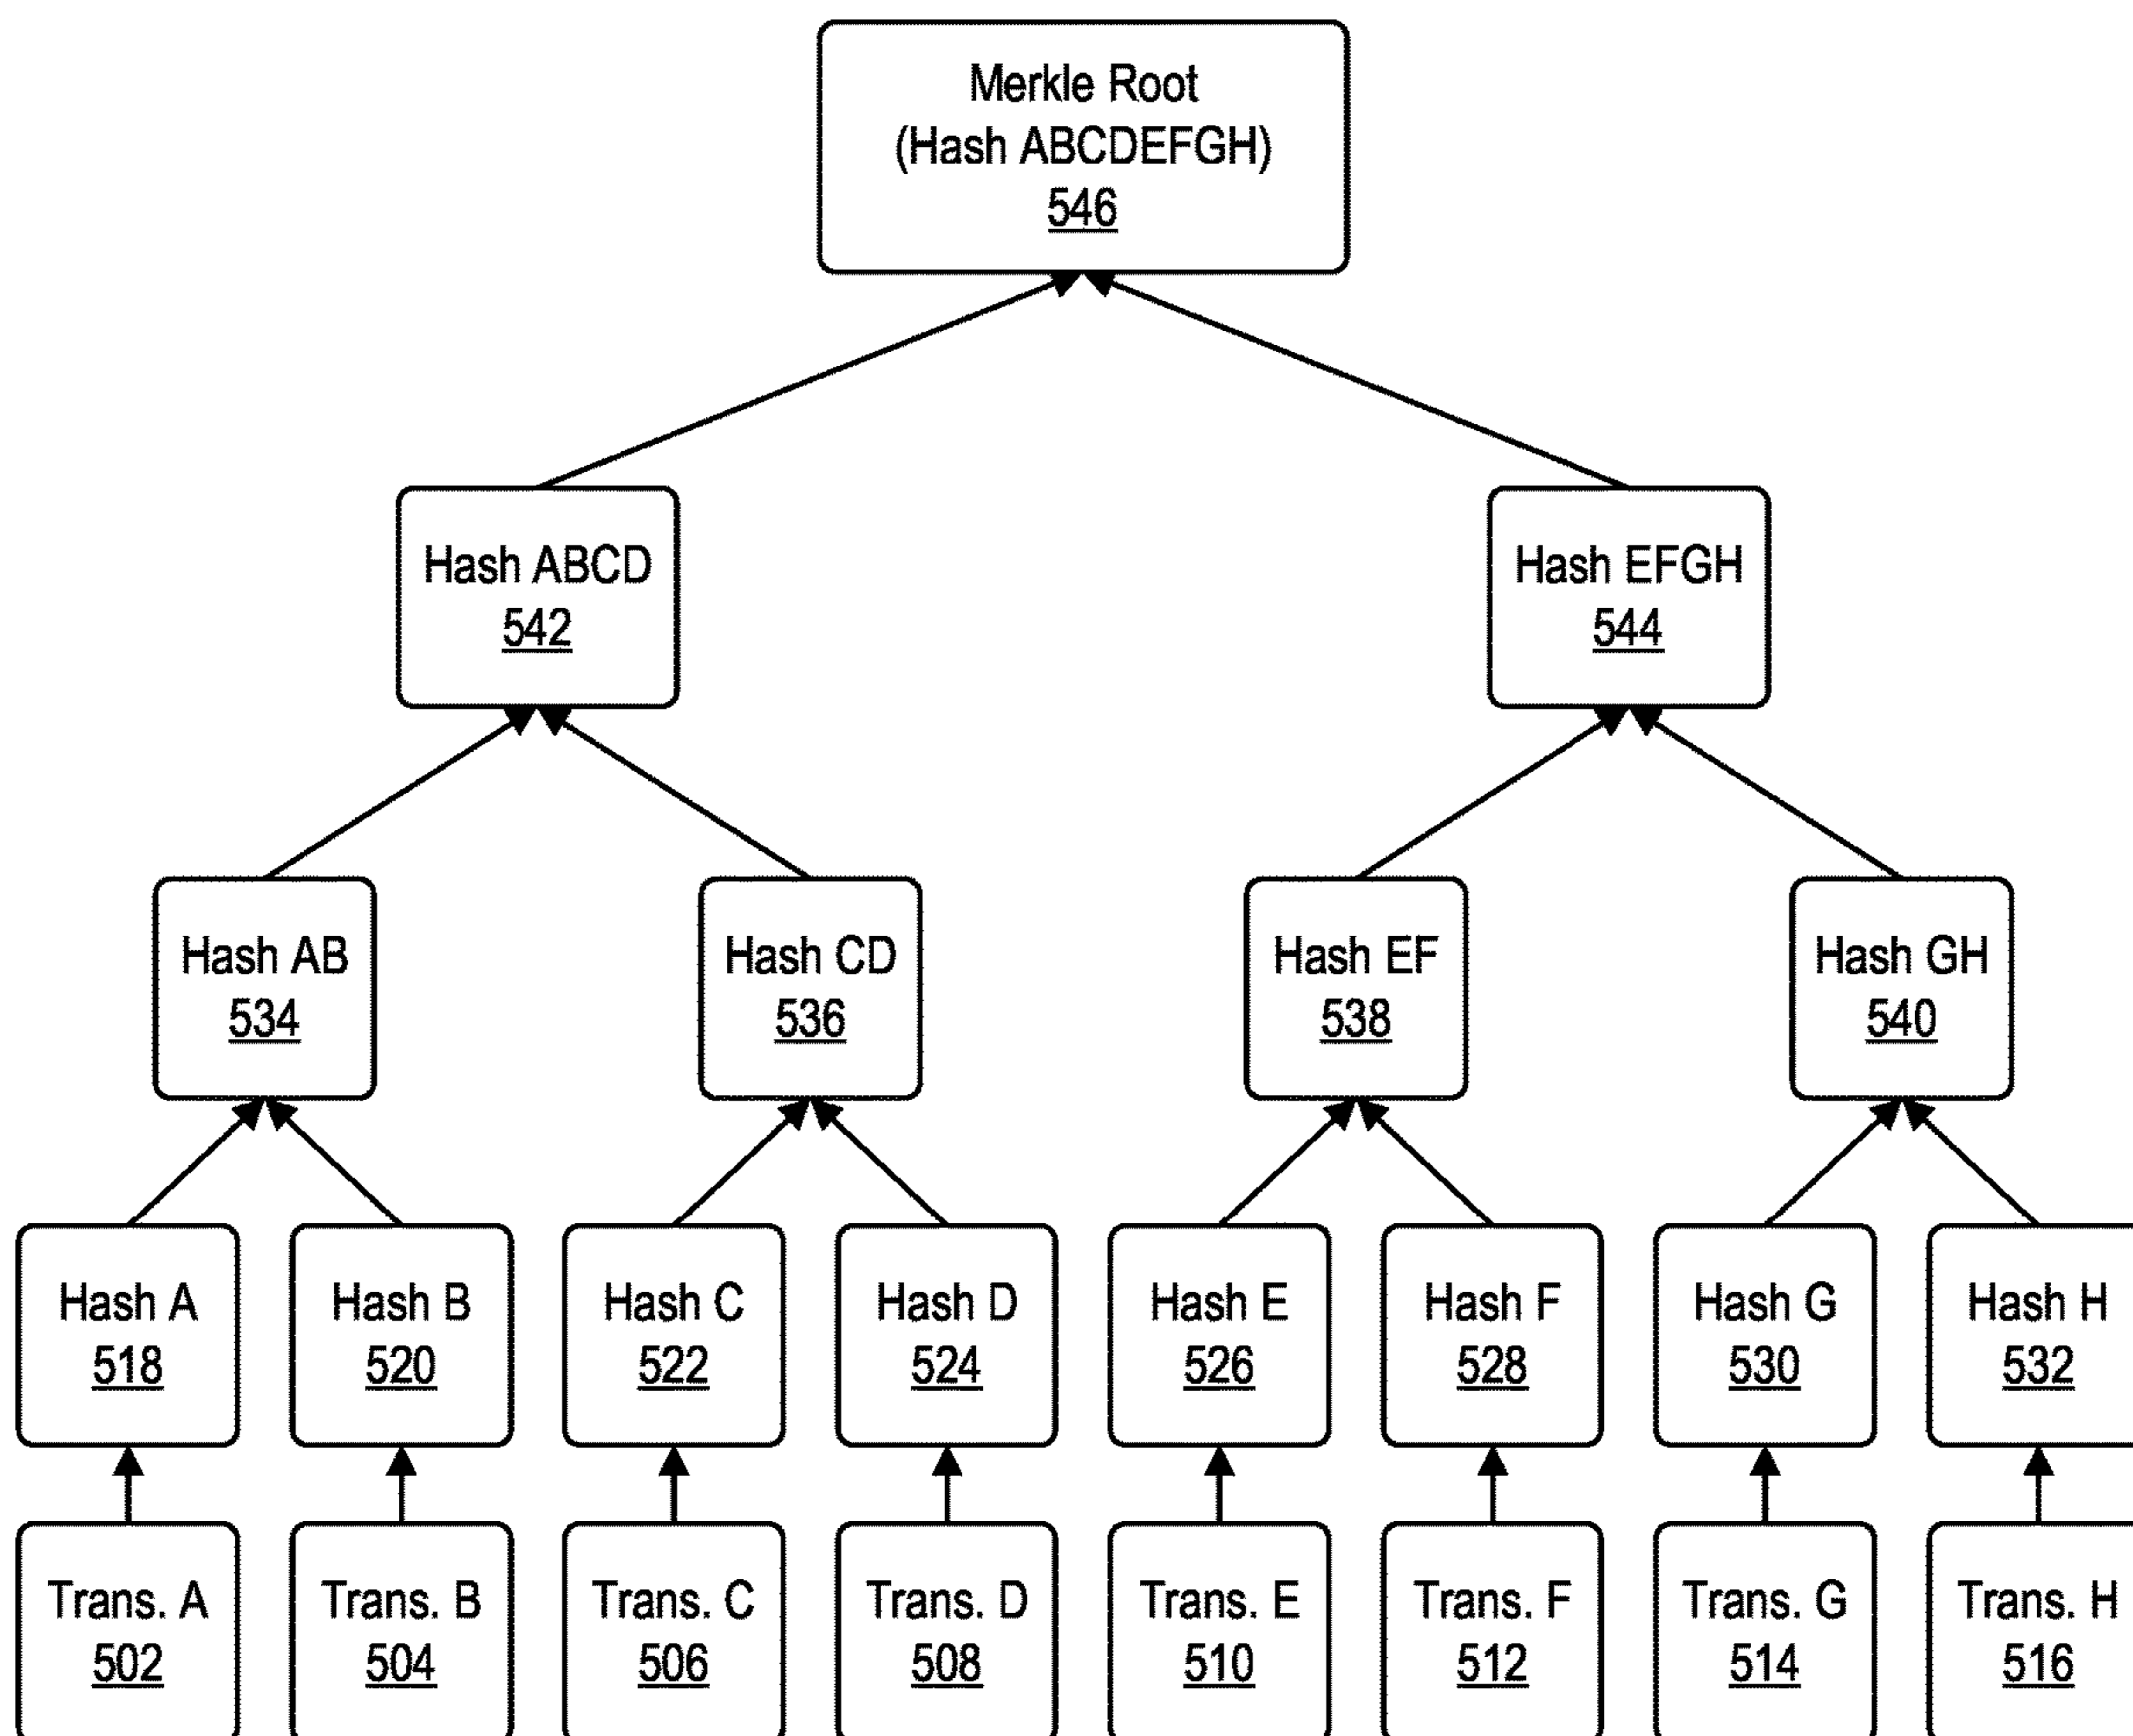 Merkle Root
(Hash ABCDEFGH)
546
Hash ABCD
542
Hash EFGH
544
Hash AB
534
Hash CD
536
Hash EF
538
Hash GH
540
Hash A
518
Hash B
520
Hash C
522
Hash D
524
Hash E
526
Hash F
528
Hash G
530
Hash H
532
Trans. A
502
Trans. B
504
Trans. C
506
Trans. D
508
Trans. E
510
Trans. F
512
Trans. G
514
Trans. H
516